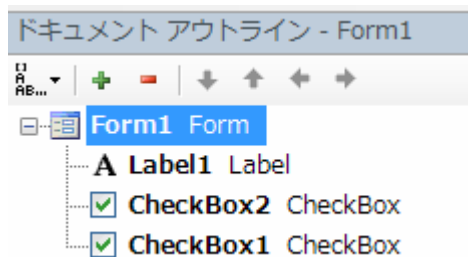 ドキュメント アウトライン - Form1
AB...
Form1 Form
A Label1 Label
CheckBox2 CheckBox
CheckBox1 CheckBox